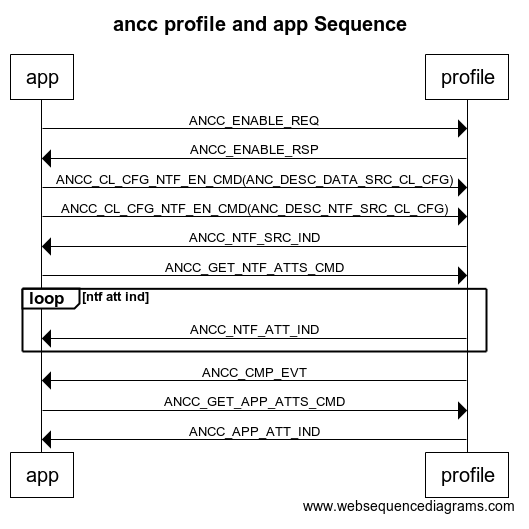 ancc profile and app Sequence
app
profile
ANCC_ENABLE_REQ
ANCC_ENABLE_RSP
ANCC_CL_CFG_NTF_EN_CMD(ANC_DESC_DATA_SRC_CL_CFG)
ANCC_CL_CFG_NTF_EN_CMD(ANC_DESC_NTF_SRC_CL_CFG)
ANCC_NTF_SRC_IND
ANCC_GET_NTF_ATTS_CMD
loop [ntf att ind]
ANCC_NTF_ATT_IND
ANCC_CMP_EVT
ANCC_GET_APP_ATTS_CMD
ANCC_APP_ATT_IND
app
profile
www.websequencediagrams.com